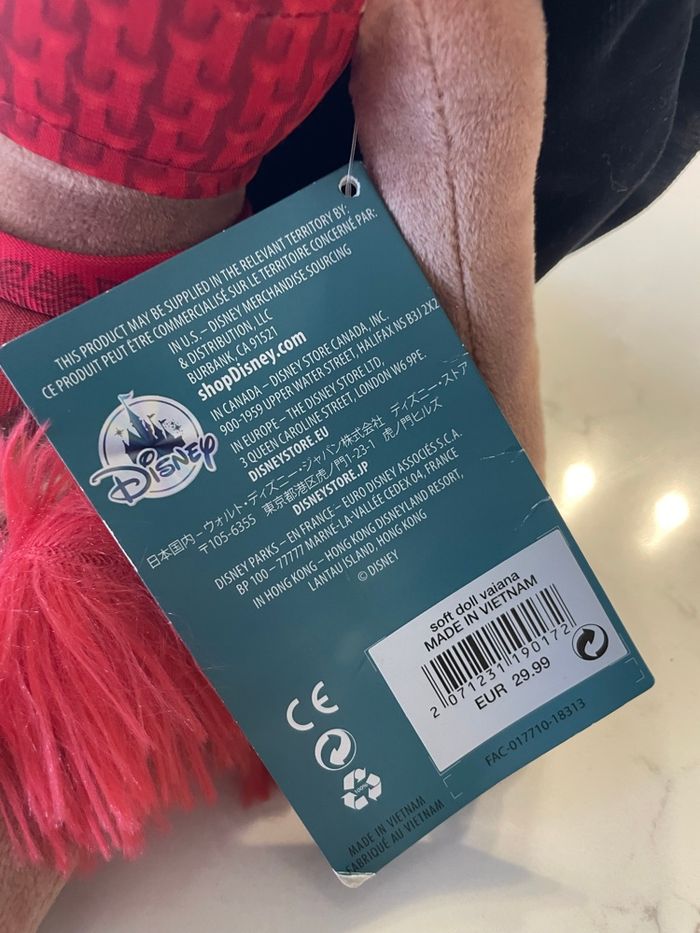 THIS PRODUCT MAY BE SUPPLIED IN THE RELEVANT TERRITORY BY:
CE PRODUIT PEUT ÊTRE COMMERCIALISÉ SUR LE TERRITOIRE CONCERNÉ PAR:
IN U.S – DISNEY MERCHANDISE SOURCING
& DISTRIBUTION, LLC
BURBANK, CA 91521
shopDisney.com
IN CANADA – DISNEY STORE CANADA, INC.
900-1959 UPPER WATER STREET, HALIFAX NS B3J 2X2
IN EUROPE – THE DISNEY STORE LTD.
3 QUEEN CAROLINE STREET, LONDON W6 9PE.
DISNEYSTORE.EU
日本国内 – ウォルト・ディズニー・ジャパン株式会社 ディズニー・ストア
〒105-6355 東京都港区虎ノ門1-23-1 虎ノ門ヒルズ
DISNEYSTORE.JP
DISNEY PARKS – EN FRANCE – EURO DISNEY ASSOCIÉS S.C.A.
BP 100 – 77777 MARNE-LA-VALLÉE CEDEX 04, FRANCE
IN HONG KONG – HONG KONG DISNEYLAND RESORT,
LANTAU ISLAND, HONG KONG
© DISNEY
DISNEY
soft doll vaiana
MADE IN VIETNAM
2 071231 190172
EUR 29.99
FAC-017710-18313
CE
100%
MADE IN VIETNAM
FABRIQUÉ AU VIETNAM